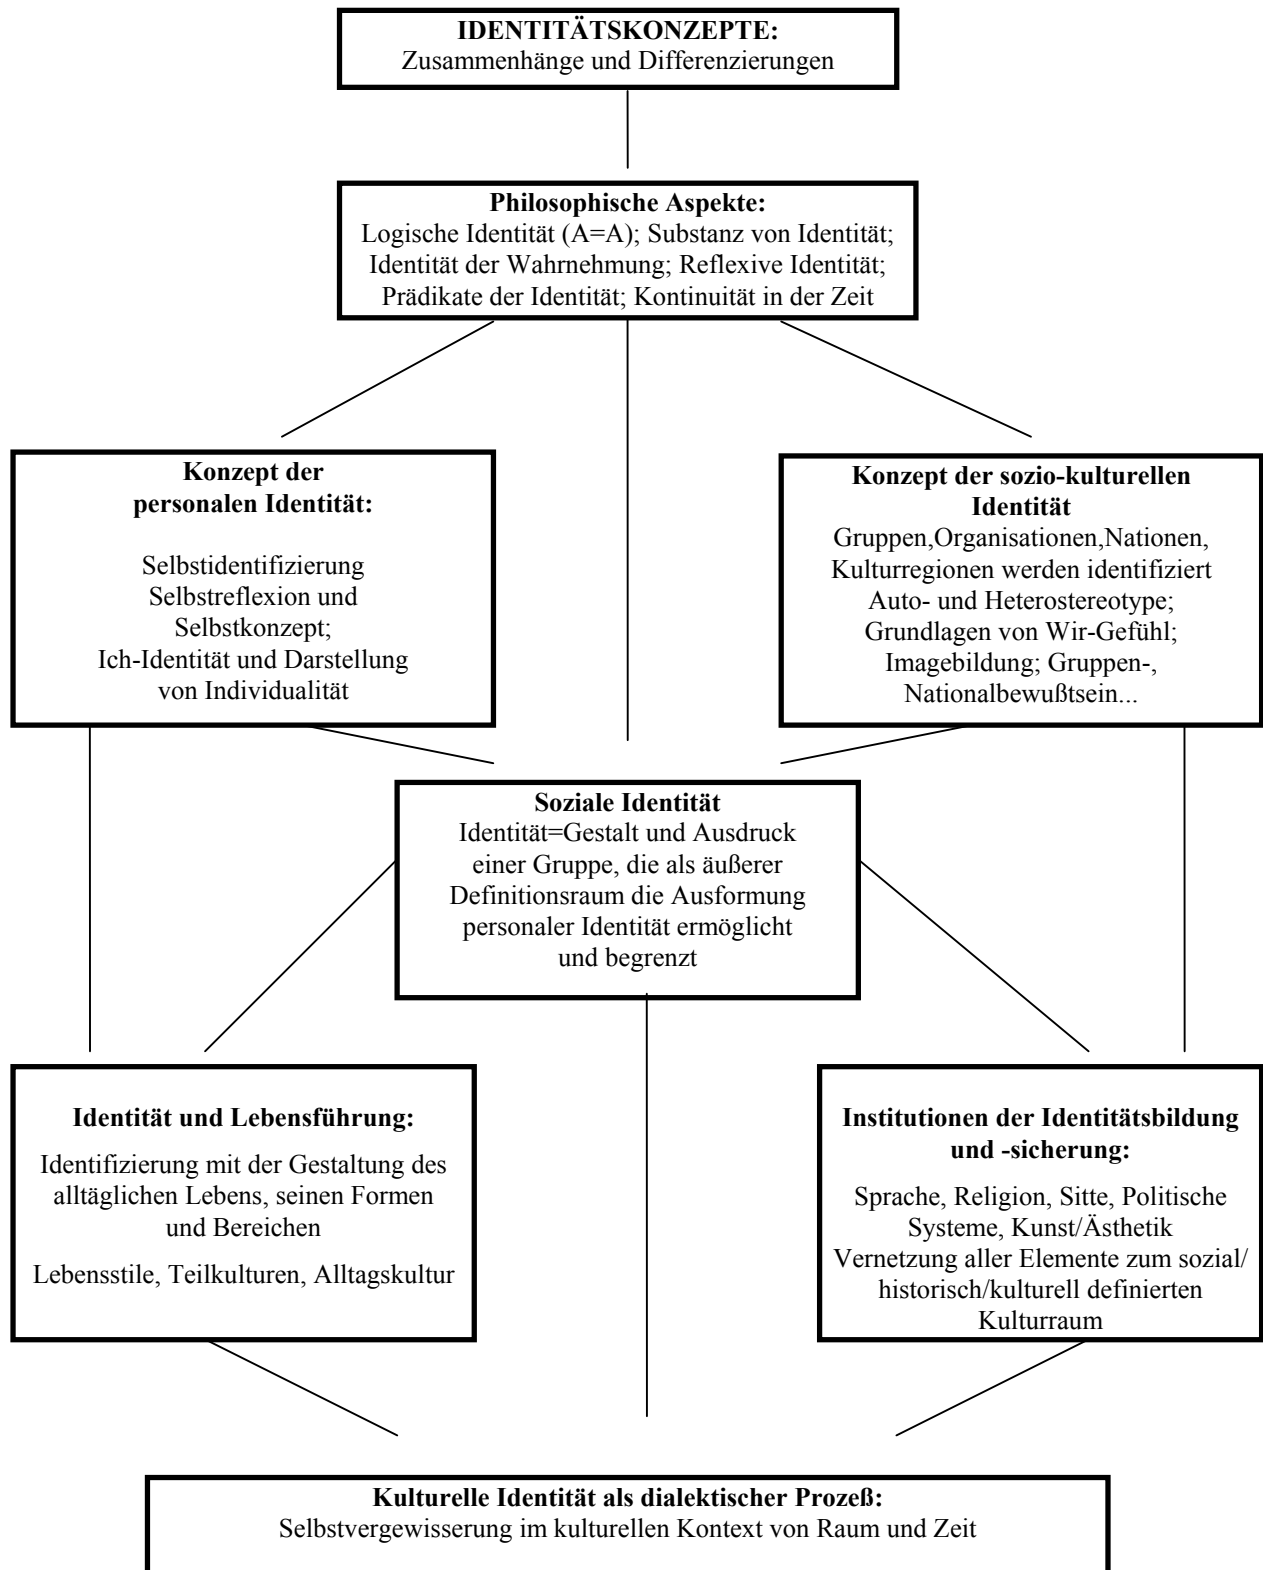 IDENTITÄTSKONZEPTE:
Zusammenhänge und Differenzierungen
Philosophische Aspekte:
Logische Identität (A=A); Substanz von Identität;
Identität der Wahrnehmung; Reflexive Identität;
Prädikate der Identität; Kontinuität in der Zeit
Konzept der
personalen Identität:
Selbstidentifizierung
Selbstreflexion und
Selbstkonzept;
Ich-Identität und Darstellung
von Individualität
Konzept der sozio-kulturellen
Identität
Gruppen,Organisationen,Nationen,
Kulturregionen werden identifiziert
Auto- und Heterostereotype;
Grundlagen von Wir-Gefühl;
Imagebildung; Gruppen-,
Nationalbewußtsein...
Soziale Identität
Identität=Gestalt und Ausdruck
einer Gruppe, die als äußerer
Definitionsraum die Ausformung
personaler Identität ermöglicht
und begrenzt
Identität und Lebensführung:
Identifizierung mit der Gestaltung des
alltäglichen Lebens, seinen Formen
und Bereichen
Lebensstile, Teilkulturen, Alltagskultur
Institutionen der Identitätsbildung
und -sicherung:
Sprache, Religion, Sitte, Politische
Systeme, Kunst/Ästhetik
Vernetzung aller Elemente zum sozial/
historisch/kulturell definierten
Kulturraum
Kulturelle Identität als dialektischer Prozeß:
Selbstvergewisserung im kulturellen Kontext von Raum und Zeit